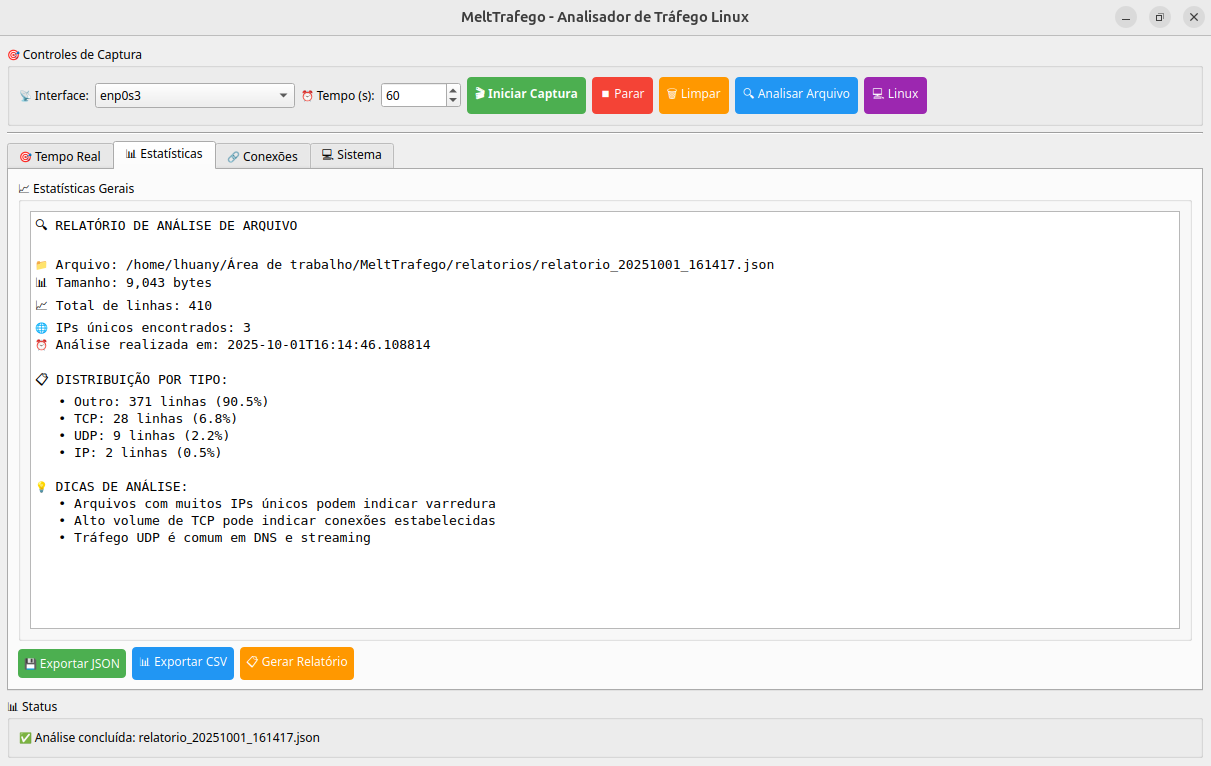 MeltTrafego - Analisador de Tráfego Linux
Controles de Captura
Interface: enp0s3 Tempo (s): 60 Iniciar Captura Parar Limpar Analisar Arquivo Linux
Tempo Real Estatísticas Conexões Sistema
Estatísticas Gerais
RELATÓRIO DE ANÁLISE DE ARQUIVO
Arquivo: /home/lhuany/Área de trabalho/MeltTrafego/relatorios/relatorio_20251001_161417.json
Tamanho: 9,043 bytes
Total de linhas: 410
IPs únicos encontrados: 3
Análise realizada em: 2025-10-01T16:14:46.108814
DISTRIBUIÇÃO POR TIPO:
• Outro: 371 linhas (90.5%)
• TCP: 28 linhas (6.8%)
• UDP: 9 linhas (2.2%)
• IP: 2 linhas (0.5%)
DICAS DE ANÁLISE:
• Arquivos com muitos IPs únicos podem indicar varredura
• Alto volume de TCP pode indicar conexões estabelecidas
• Tráfego UDP é comum em DNS e streaming
Exportar JSON Exportar CSV Gerar Relatório
Status
Análise concluída: relatorio_20251001_161417.json